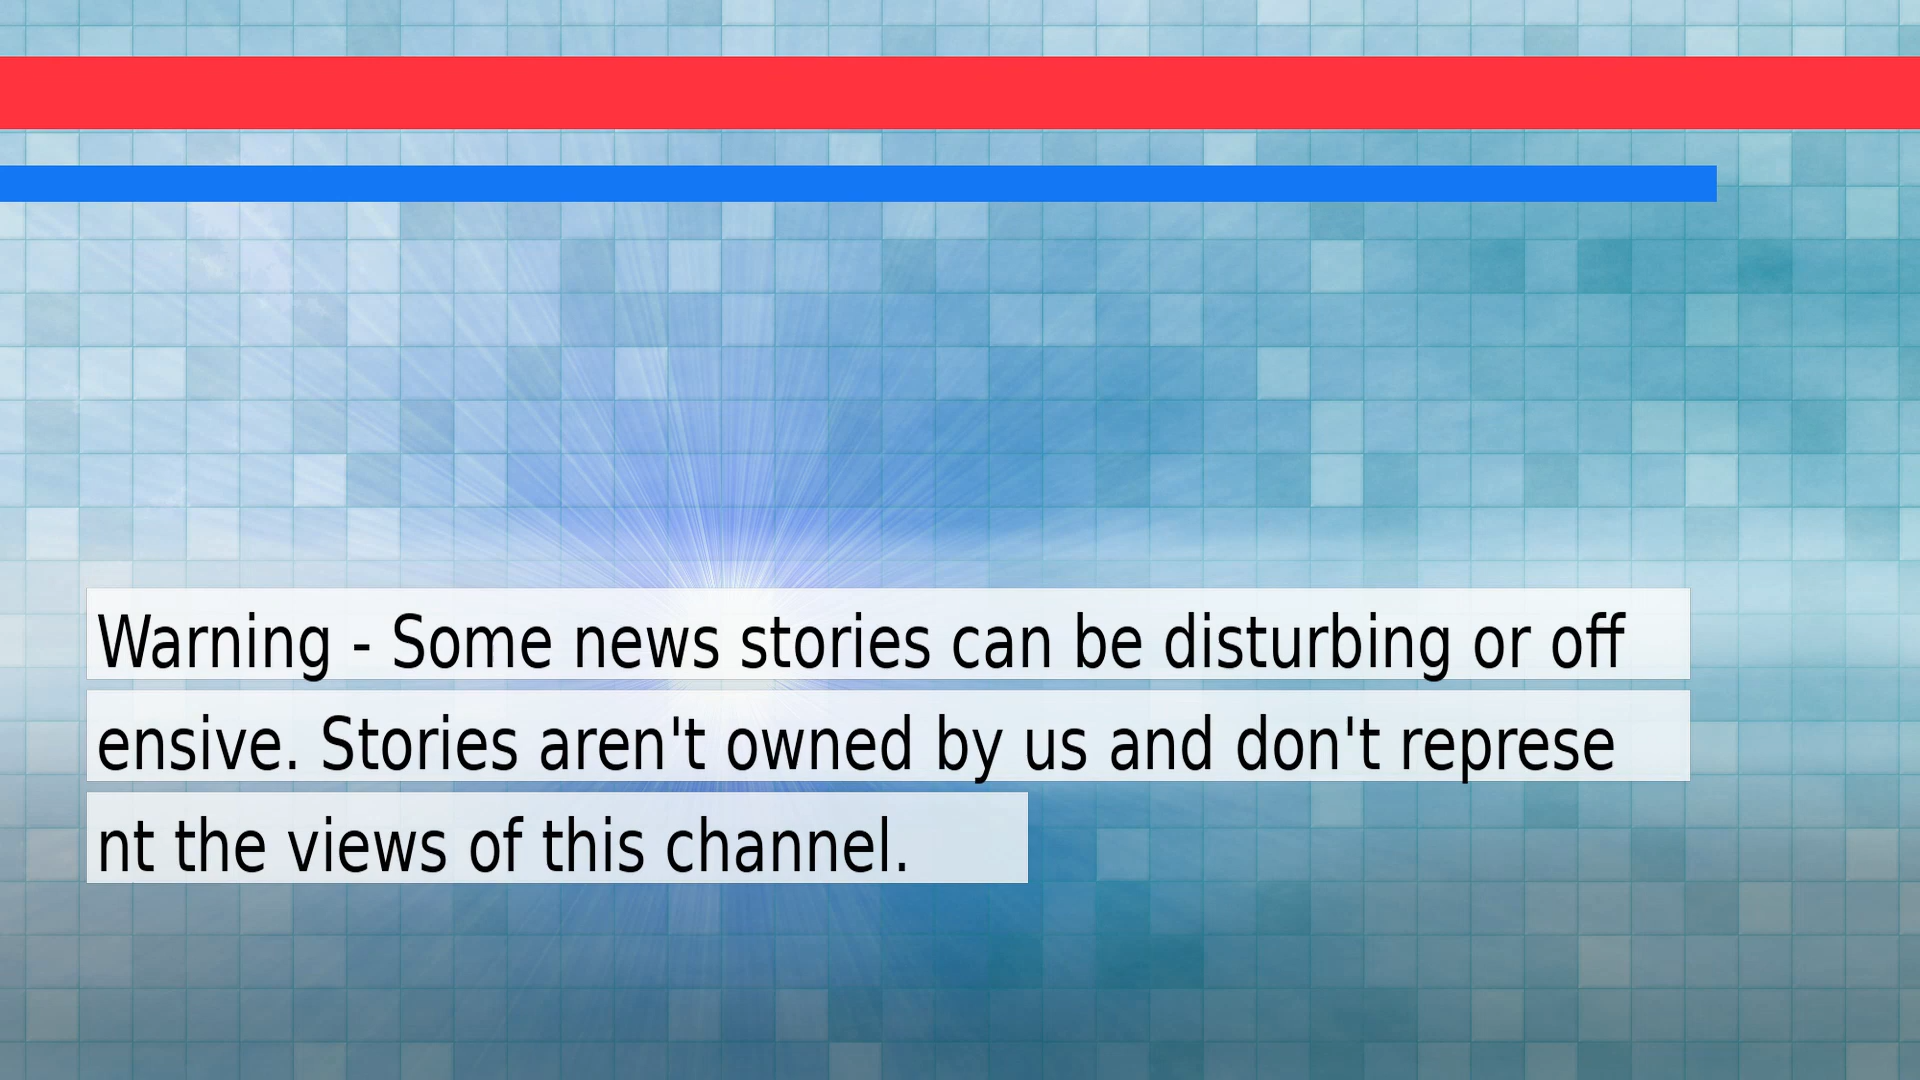 Warning - Some news stories can be disturbing or off
ensive. Stories aren't owned by us and don't represe
nt the views of this channel.